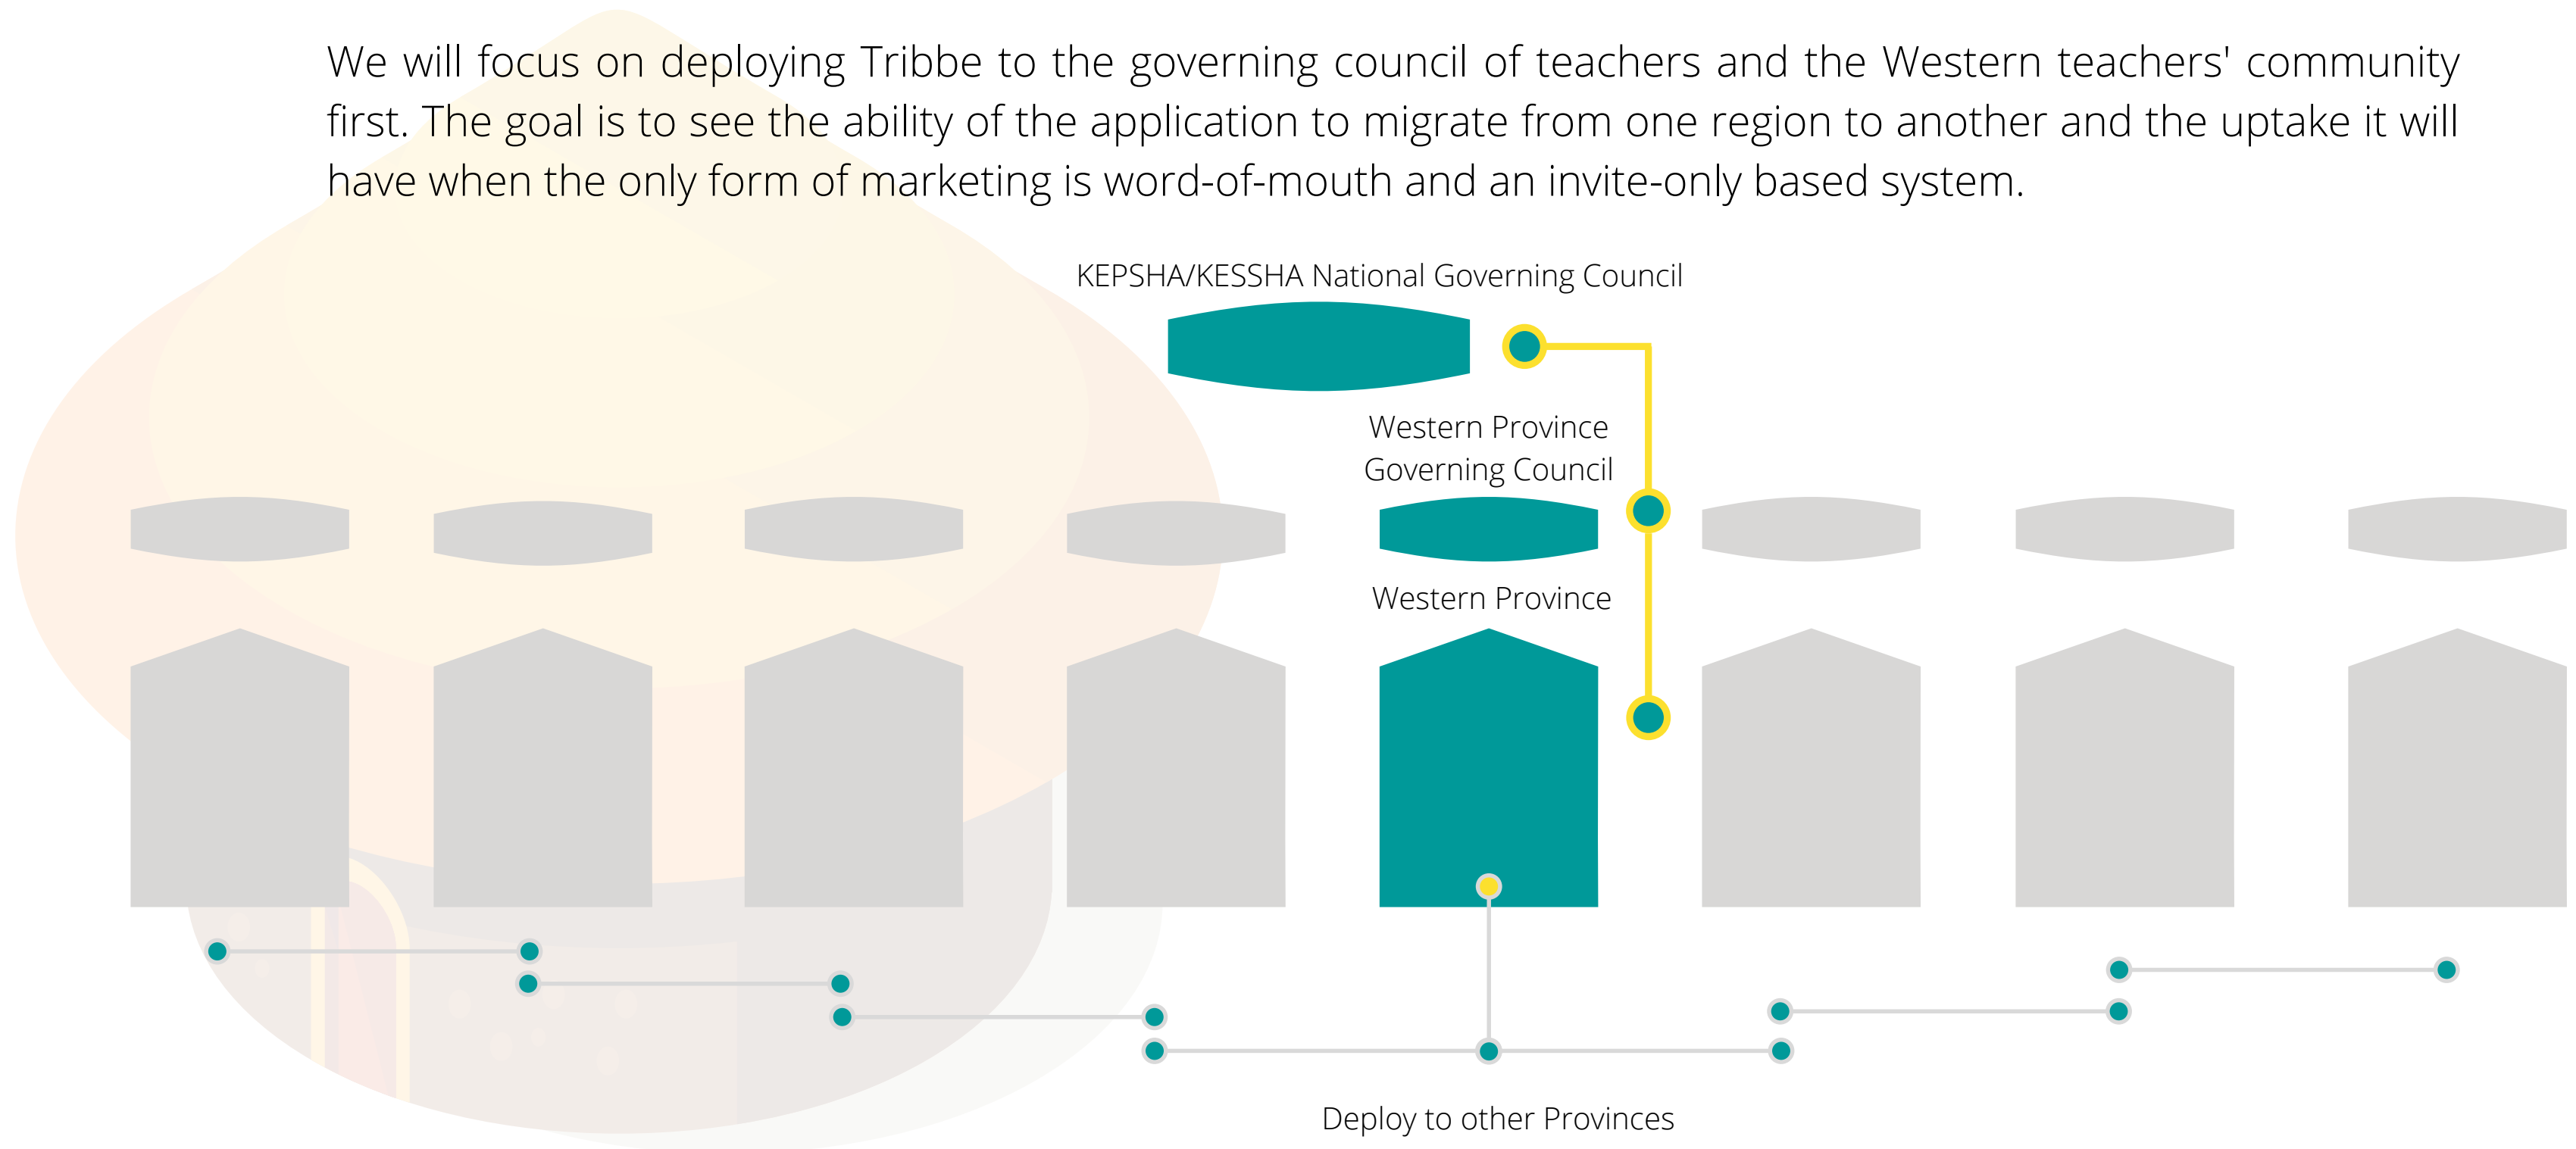 We will focus on deploying Tribbe to the governing council of teachers and the Western teachers' community
first. The goal is to see the ability of the application to migrate from one region to another and the uptake it will
have when the only form of marketing is word-of-mouth and an invite-only based system.
KEPSHA/KESSHA National Governing Council
Western Province
Governing Council
Western Province
Deploy to other Provinces